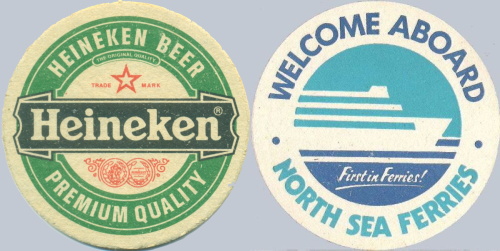 HEINEKEN BEER
THE ORIGINAL QUALITY
TRADE MARK
Heineken®
PREMIUM QUALITY
WELCOME ABOARD
First in Ferries!
• NORTH SEA FERRIES •